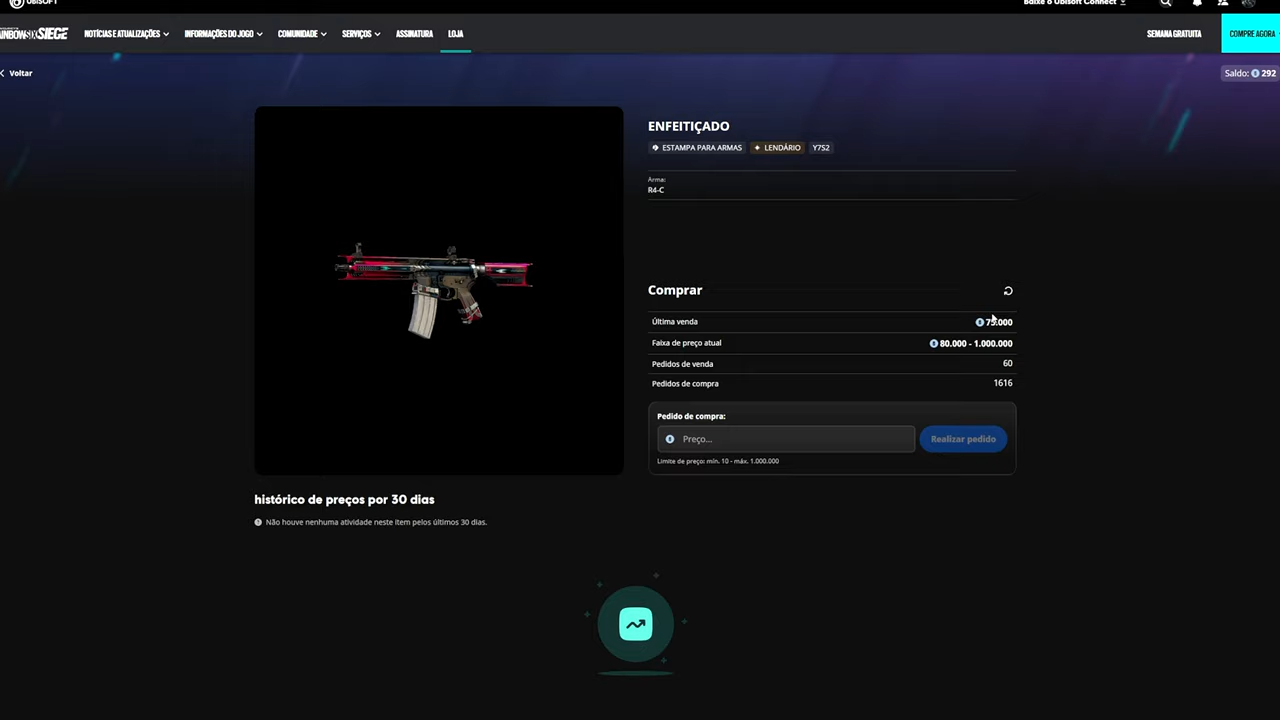 UBISOFT
Baixe o Ubisoft Connect
SIEGE NOTÍCIAS E ATUALIZAÇÕES INFORMAÇÕES DO JOGO COMUNIDADE SERVIÇOS ASSINATURA LOJA SEMANA GRATUITA COMPRE AGORA
Voltar
Saldo: 292
ENFEITIÇADO
ESTAMPA PARA ARMAS LENDÁRIO Y7S2
Arma:
R4-C
Comprar
Última venda 75.000
Faixa de preço atual 80.000 - 1.000.000
Pedidos de venda 60
Pedidos de compra 1616
Pedido de compra:
Preço... Realizar pedido
Limite de preço: mín. 10 - máx. 1.000.000
histórico de preços por 30 dias
Não houve nenhuma atividade neste item pelos últimos 30 dias.